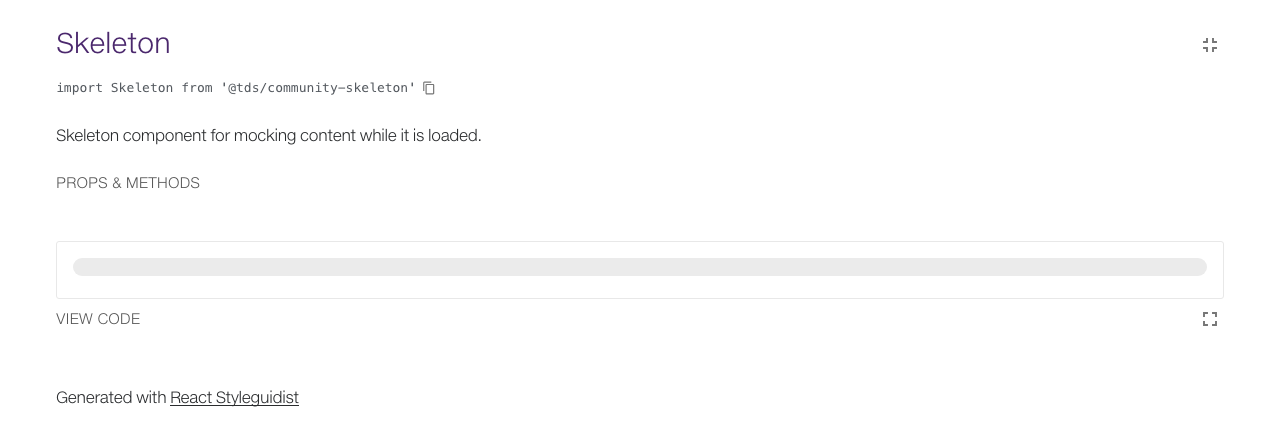 Skeleton
import Skeleton from '@tds/community-skeleton'
Skeleton component for mocking content while it is loaded.
PROPS & METHODS
VIEW CODE
Generated with React Styleguidist